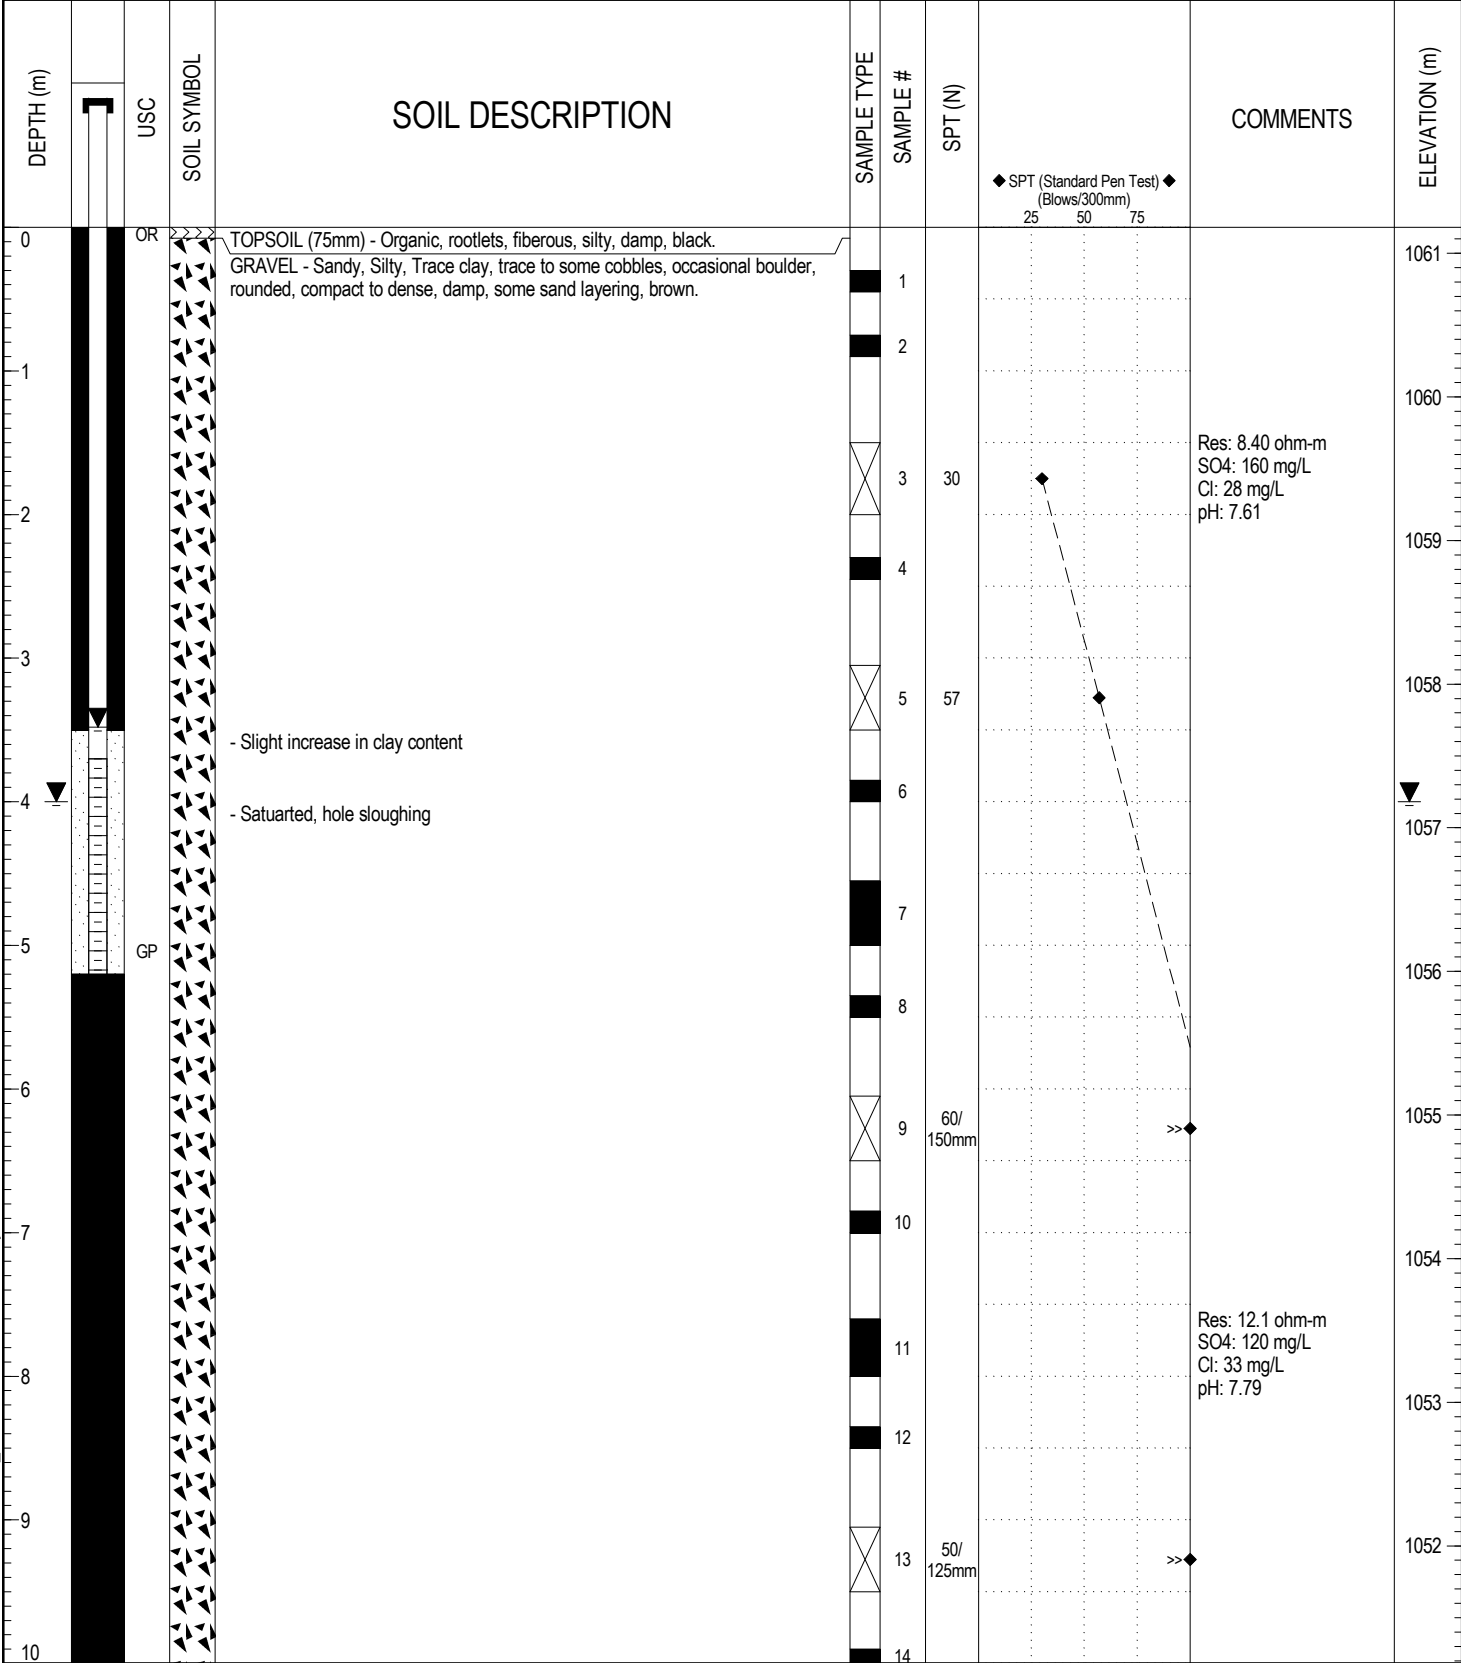 DEPTH (m)
USC
SOIL SYMBOL
SOIL DESCRIPTION
SAMPLE TYPE
SAMPLE #
SPT (N)
◆ SPT (Standard Pen Test) ◆
(Blows/300mm)
25 50 75
COMMENTS
ELEVATION (m)
0
OR
TOPSOIL (75mm) - Organic, rootlets, fiberous, silty, damp, black.
1061
GRAVEL - Sandy, Silty, Trace clay, trace to some cobbles, occasional boulder,
rounded, compact to dense, damp, some sand layering, brown.
1
2
1
1060
Res: 8.40 ohm-m
SO4: 160 mg/L
Cl: 28 mg/L
pH: 7.61
3 30
2
1059
4
3
1058
5 57
- Slight increase in clay content
6
4
- Satuarted, hole sloughing
1057
7
5
GP
1056
8
6
1055
9 60/
150mm
>>
10
7
1054
Res: 12.1 ohm-m
SO4: 120 mg/L
Cl: 33 mg/L
pH: 7.79
11
8
1053
12
9
1052
13 50/
125mm
>>
10
14